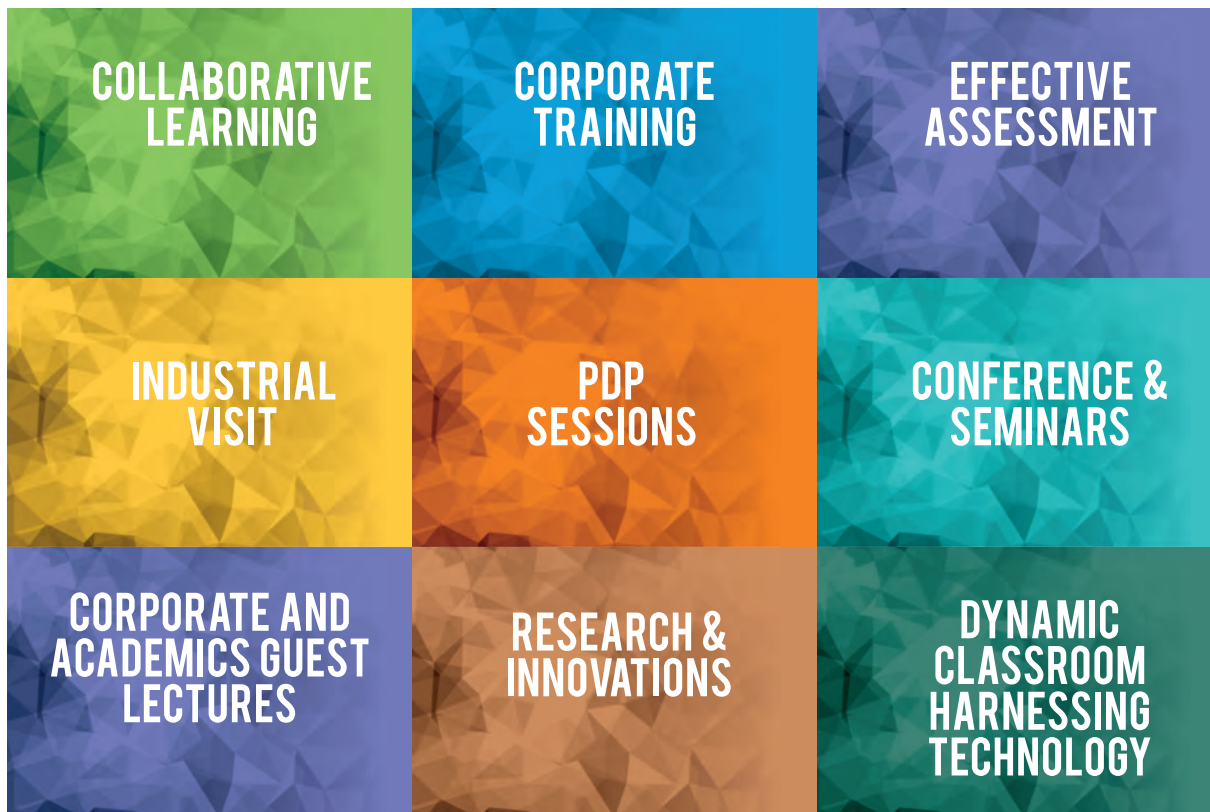 COLLABORATIVE
LEARNING
CORPORATE
TRAINING
EFFECTIVE
ASSESSMENT
INDUSTRIAL
VISIT
PDP
SESSIONS
CONFERENCE &
SEMINARS
CORPORATE AND
ACADEMICS GUEST
LECTURES
RESEARCH &
INNOVATIONS
DYNAMIC
CLASSROOM
HARNESSING
TECHNOLOGY